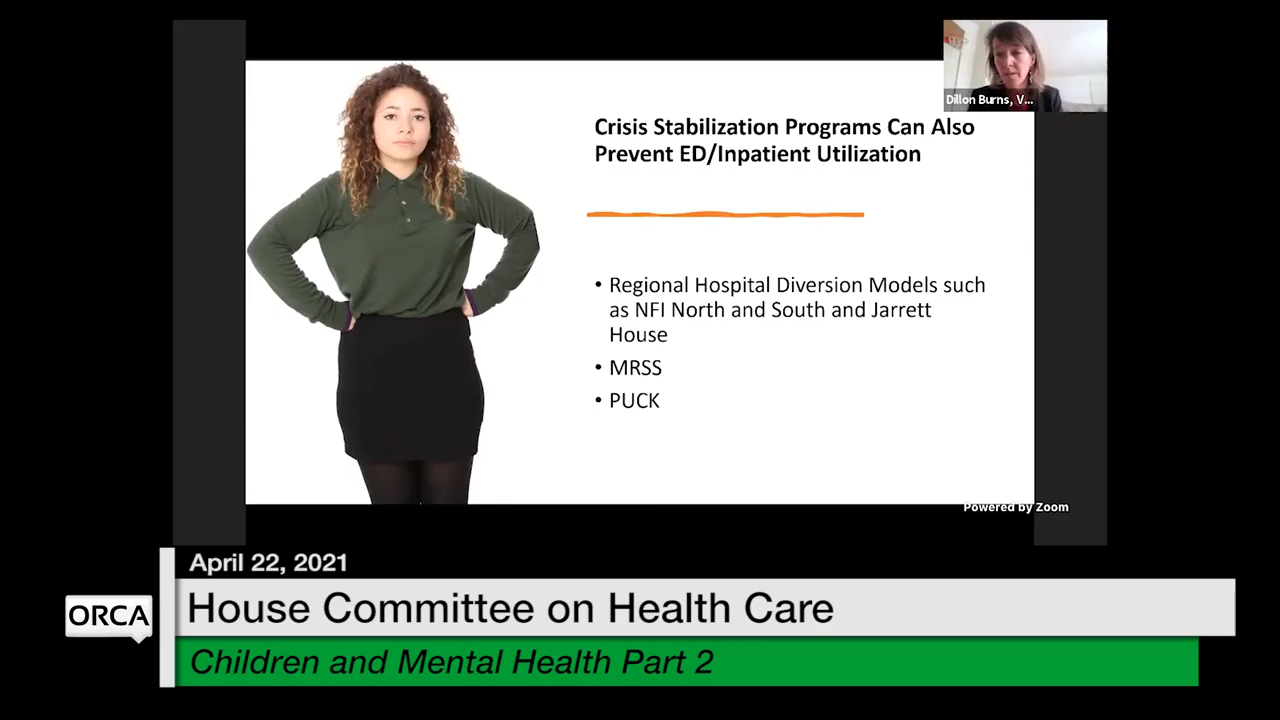 Dillon Burns, V...
Crisis Stabilization Programs Can Also
Prevent ED/Inpatient Utilization
• Regional Hospital Diversion Models such
as NFI North and South and Jarrett
House
• MRSS
• PUCK
Powered by Zoom
April 22, 2021
ORCA
House Committee on Health Care
Children and Mental Health Part 2